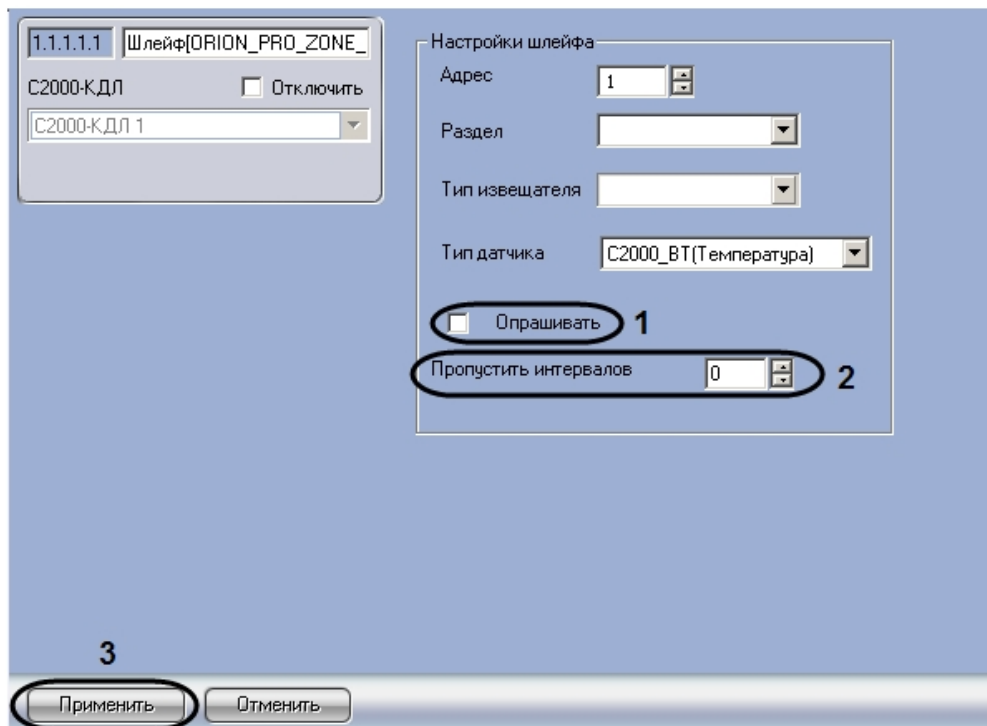 1.1.1.1.1 Шлейф[ORION_PRO_ZONE_
С2000-КДЛ Отключить
С2000-КДЛ 1
Настройки шлейфа
Адрес 1
Раздел
Тип извещателя
Тип датчика С2000_ВТ(Температура)
Опрашивать 1
Пропустить интервалов 0 2
3
Применить Отменить